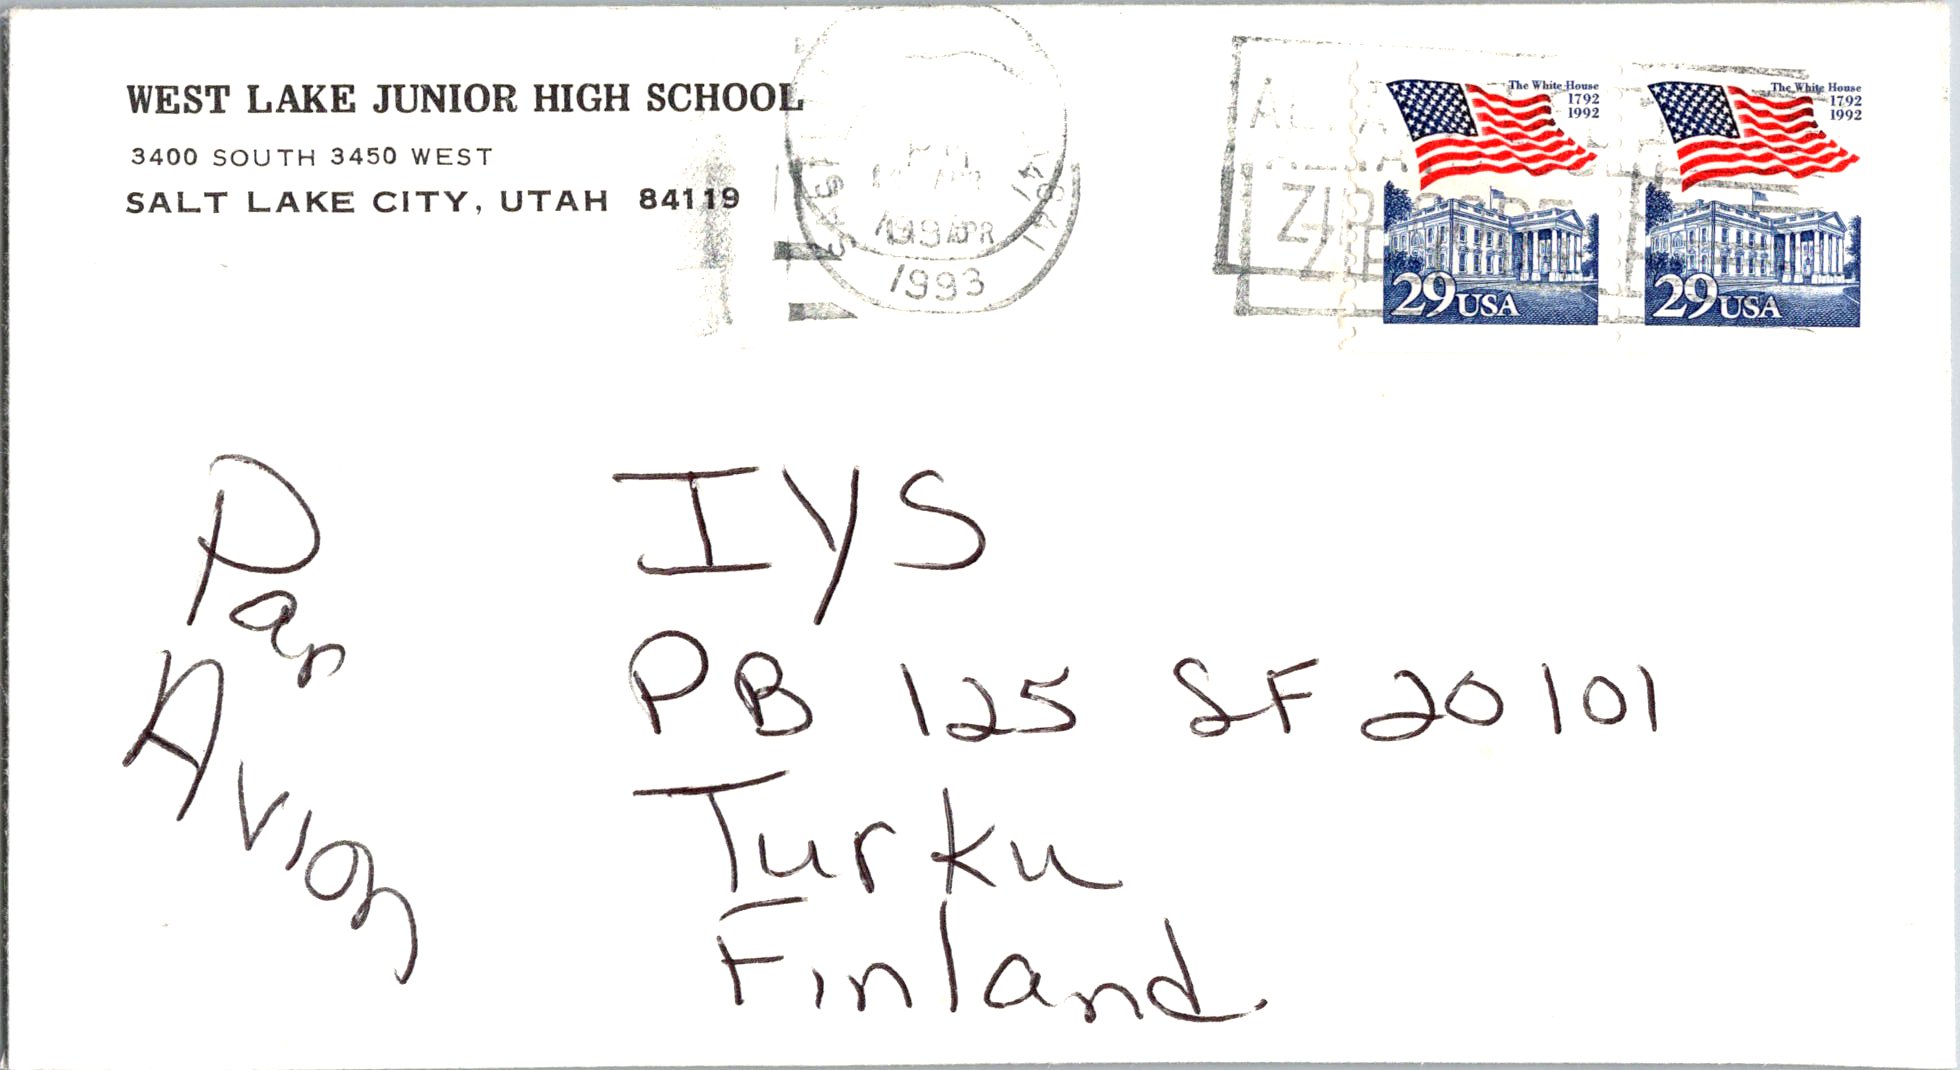 WEST LAKE JUNIOR HIGH SCHOOL
3400 SOUTH 3450 WEST
SALT LAKE CITY, UTAH 84119
PM
APR
1993
ZIP
The White House
1792
1992
29 USA
The White House
1792
1992
29 USA
Par
Avion
IYS
PB 125 SF 20101
Turku
Finland